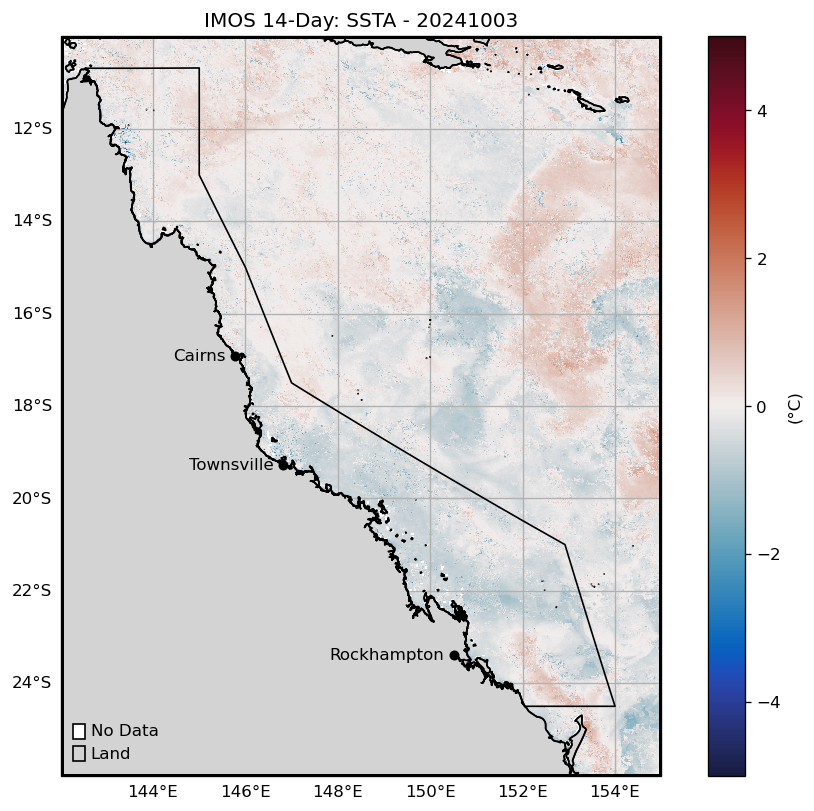 IMOS 14-Day: SSTA - 20241003
12°S
14°S
16°S
18°S
20°S
22°S
24°S
Cairns
Townsville
Rockhampton
No Data
Land
144°E
146°E
148°E
150°E
152°E
154°E
4
2
0
−2
−4
(°C)